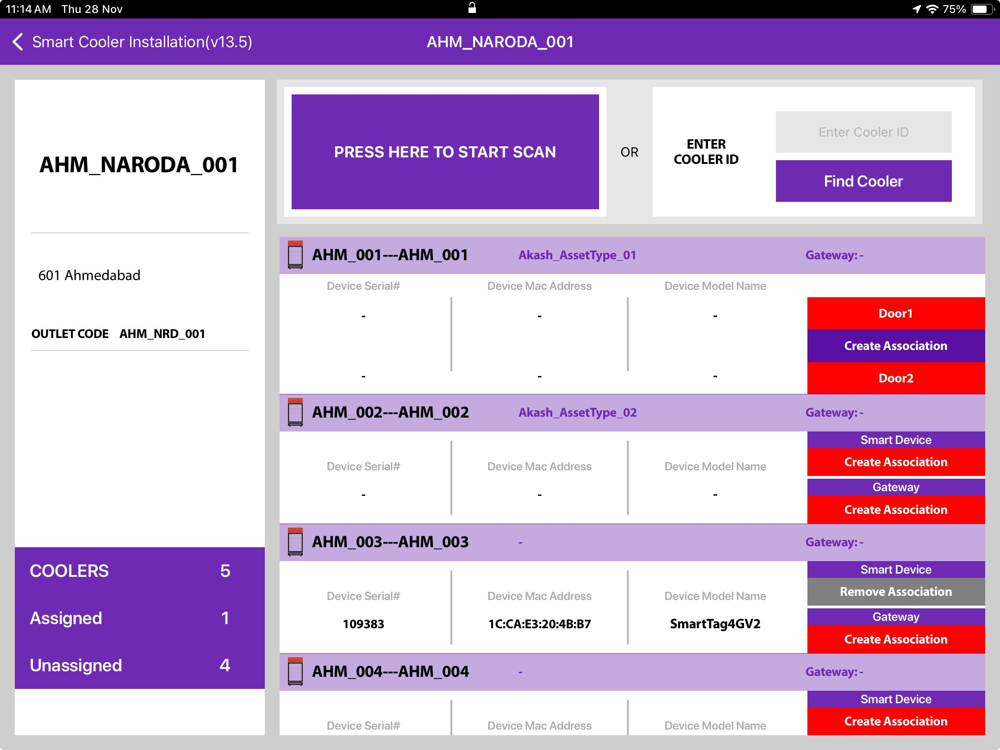 11:14 AM Thu 28 Nov
75%
Smart Cooler Installation(v13.5)
AHM_NARODA_001
AHM_NARODA_001
601 Ahmedabad
OUTLET CODE AHM_NRD_001
COOLERS 5
Assigned 1
Unassigned 4
PRESS HERE TO START SCAN
OR
ENTER
COOLER ID
Enter Cooler ID
Find Cooler
AHM_001---AHM_001 Akash_AssetType_01 Gateway: -
Device Serial# Device Mac Address Device Model Name
- - -
Door1
Create Association
- - -
Door2
AHM_002---AHM_002 Akash_AssetType_02 Gateway: -
Smart Device
Create Association
Device Serial# Device Mac Address Device Model Name
Gateway
- - -
Create Association
AHM_003---AHM_003 - Gateway: -
Smart Device
Remove Association
Device Serial# Device Mac Address Device Model Name
Gateway
109383 1C:CA:E3:20:4B:B7 SmartTag4GV2
Create Association
AHM_004---AHM_004 - Gateway: -
Smart Device
Create Association
Device Serial# Device Mac Address Device Model Name